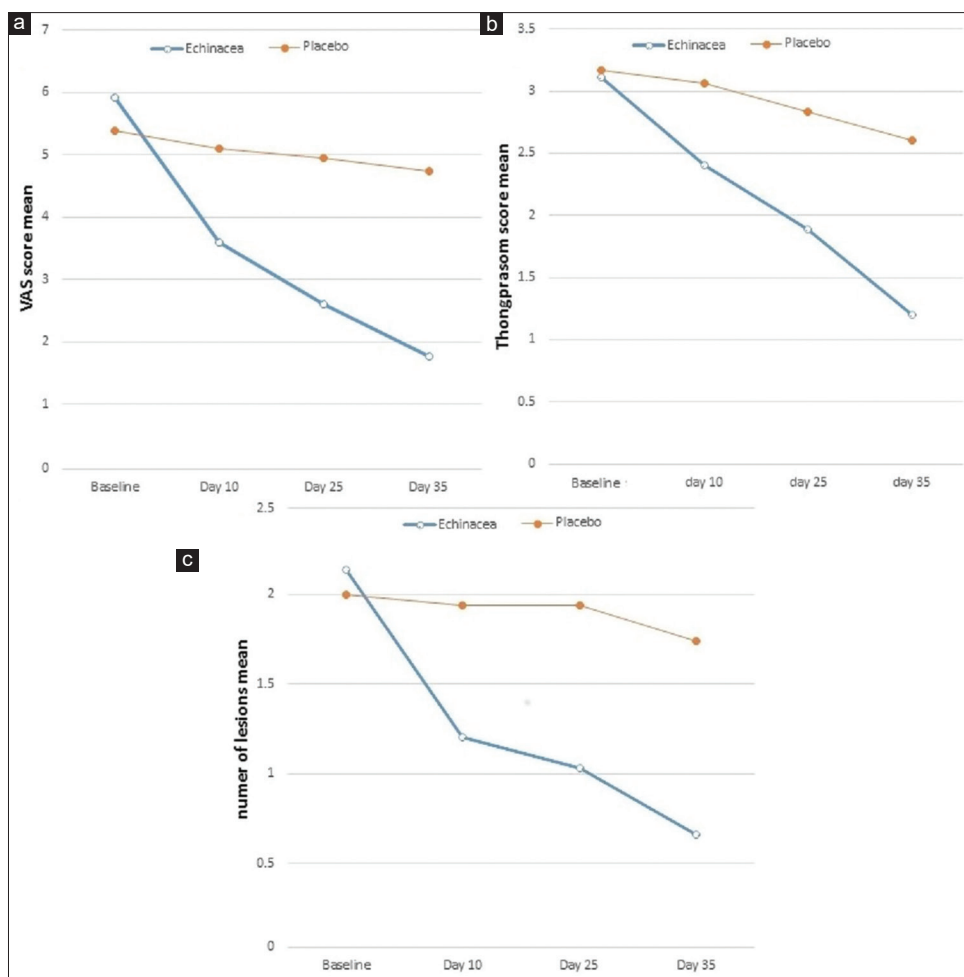 a
7
Echinacea Placebo
6
5
4
3
2
1
0
VAS score mean
Baseline Day 10 Day 25 Day 35
b
3.5
Echinacea Placebo
3
2.5
2
1.5
1
0.5
0
Thongprasom score mean
Baseline day 10 day 25 day 35
c
2.5
Echinacea Placebo
2
1.5
1
0.5
0
numer of lesions mean
Baseline Day 10 Day 25 Day 35